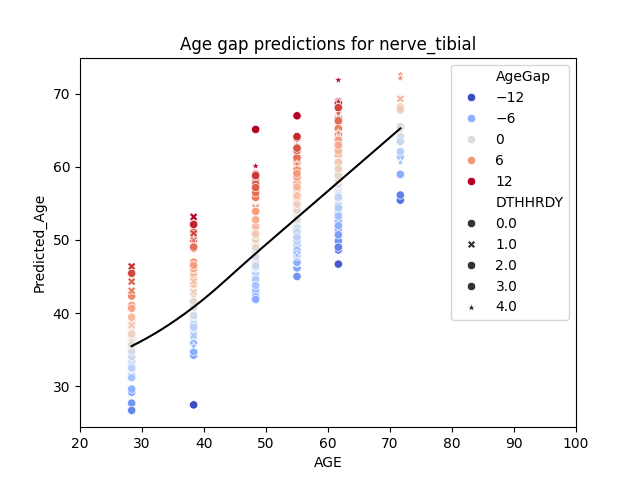 Age gap predictions for nerve_tibial
Predicted_Age
70
60
50
40
30
20 30 40 50 60 70 80 90 100
AGE
AgeGap
−12
−6
0
6
12
DTHHRDY
0.0
1.0
2.0
3.0
4.0